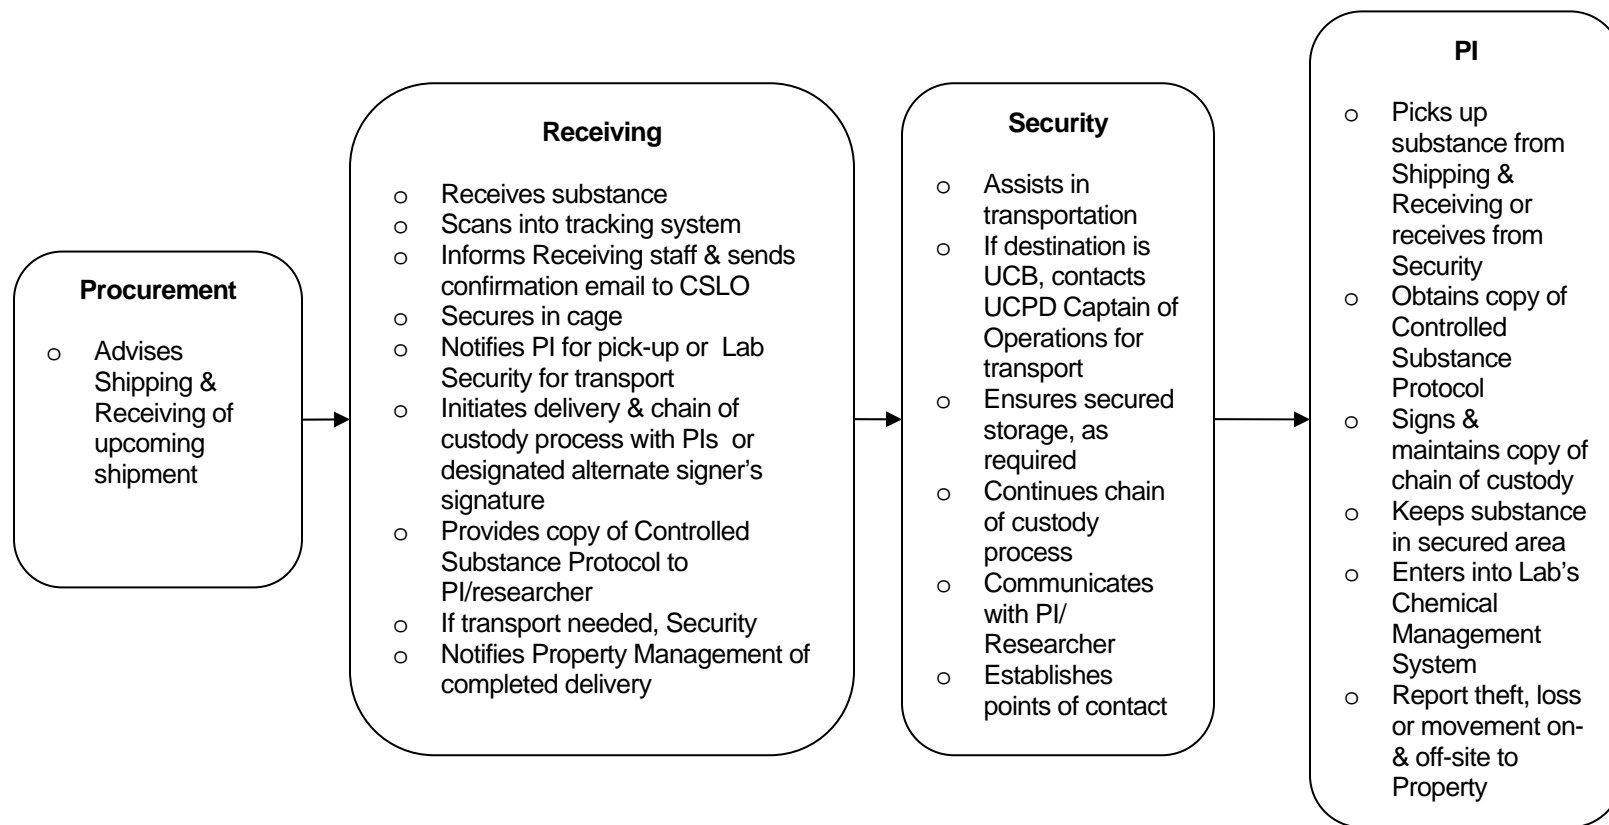 Procurement
o Advises
Shipping &
Receiving of
upcoming
shipment
Receiving
o Receives substance
o Scans into tracking system
o Informs Receiving staff & sends
confirmation email to CSLO
o Secures in cage
o Notifies PI for pick-up or Lab
Security for transport
o Initiates delivery & chain of
custody process with PIs or
designated alternate signer’s
signature
o Provides copy of Controlled
Substance Protocol to
PI/researcher
o If transport needed, Security
o Notifies Property Management of
completed delivery
Security
o Assists in
transportation
o If destination is
UCB, contacts
UCPD Captain of
Operations for
transport
o Ensures secured
storage, as
required
o Continues chain
of custody
process
o Communicates
with PI/
Researcher
o Establishes
points of contact
PI
o Picks up
substance from
Shipping &
Receiving or
receives from
Security
o Obtains copy of
Controlled
Substance
Protocol
o Signs &
maintains copy of
chain of custody
o Keeps substance
in secured area
o Enters into Lab’s
Chemical
Management
System
o Report theft, loss
or movement on-
& off-site to
Property